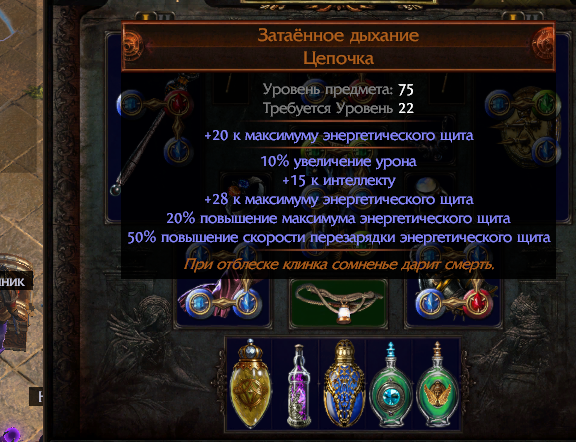 Затаённое дыхание
Цепочка
Уровень предмета: 75
Требуется Уровень 22
+20 к максимуму энергетического щита
10% увеличение урона
+15 к интеллекту
+28 к максимуму энергетического щита
20% повышение максимума энергетического щита
50% повышение скорости перезарядки энергетического щита
При отблеске клинка сомненье дарит смерть.
ник